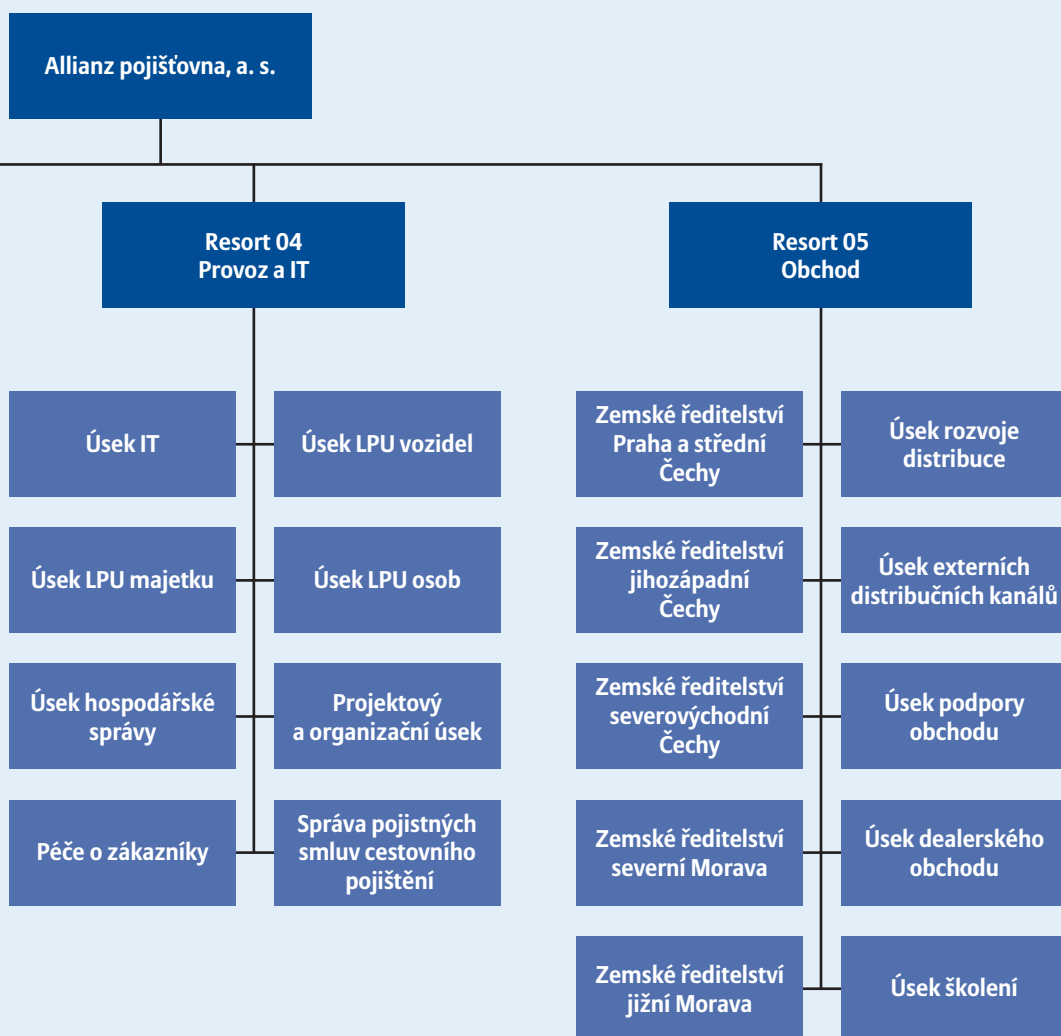 Allianz pojišťovna, a. s.
Resort 04
Provoz a IT
Resort 05
Obchod
Úsek IT
Úsek LPU vozidel
Zemské ředitelství
Praha a střední
Čechy
Úsek rozvoje
distribuce
Úsek LPU majetku
Úsek LPU osob
Zemské ředitelství
jihozápadní
Čechy
Úsek externích
distribučních kanálů
Úsek hospodářské
správy
Projektový
a organizační úsek
Zemské ředitelství
severovýchodní
Čechy
Úsek podpory
obchodu
Péče o zákazníky
Správa pojistných
smluv cestovního
pojištění
Zemské ředitelství
severní Morava
Úsek dealerského
obchodu
Zemské ředitelství
jižní Morava
Úsek školení